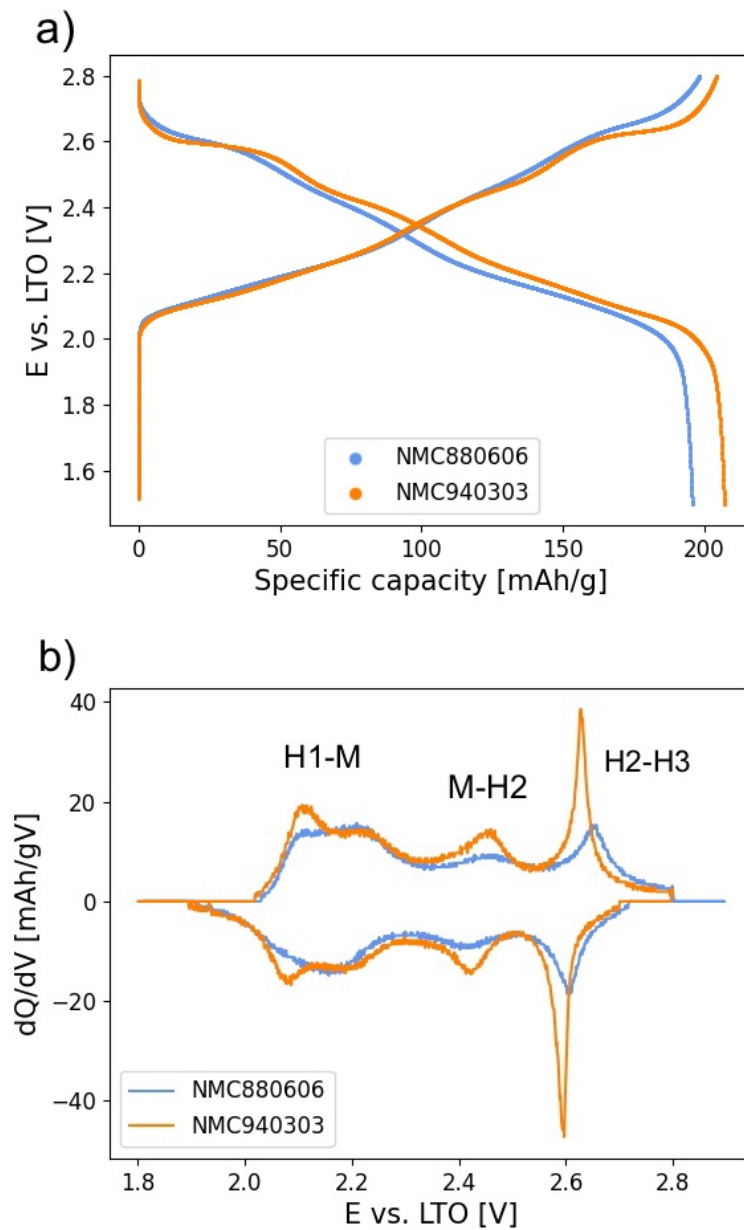 a)
2.8
2.6
2.4
2.2
2.0
1.8
1.6
E vs. LTO [V]
NMC880606
NMC940303
0
50
100
150
200
Specific capacity [mAh/g]
b)
40
20
0
−20
−40
dQ/dV [mAh/gV]
H1-M
M-H2
H2-H3
NMC880606
NMC940303
1.8
2.0
2.2
2.4
2.6
2.8
E vs. LTO [V]